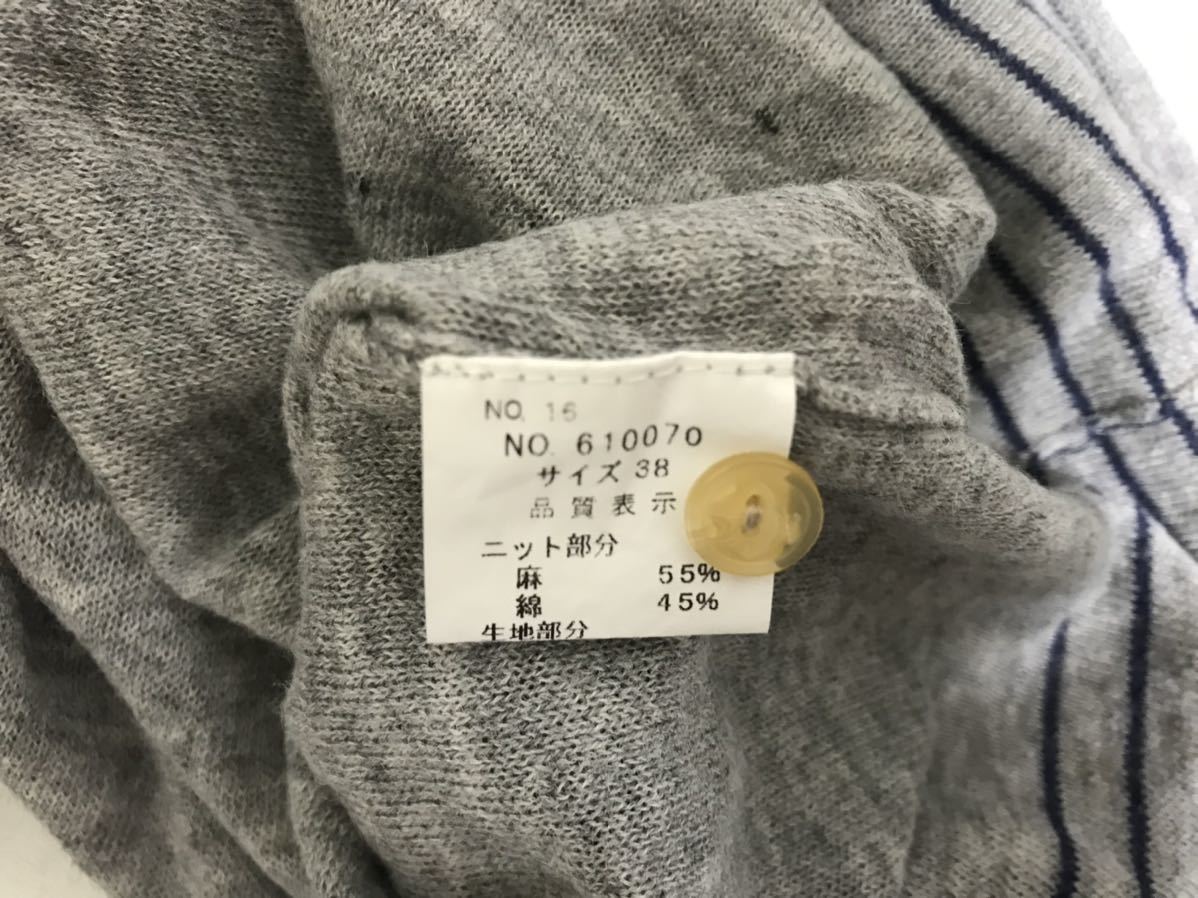 NO. 16
NO. 610070
サイズ 38
品質表示
ニット部分
麻 55%
綿 45%
生地部分